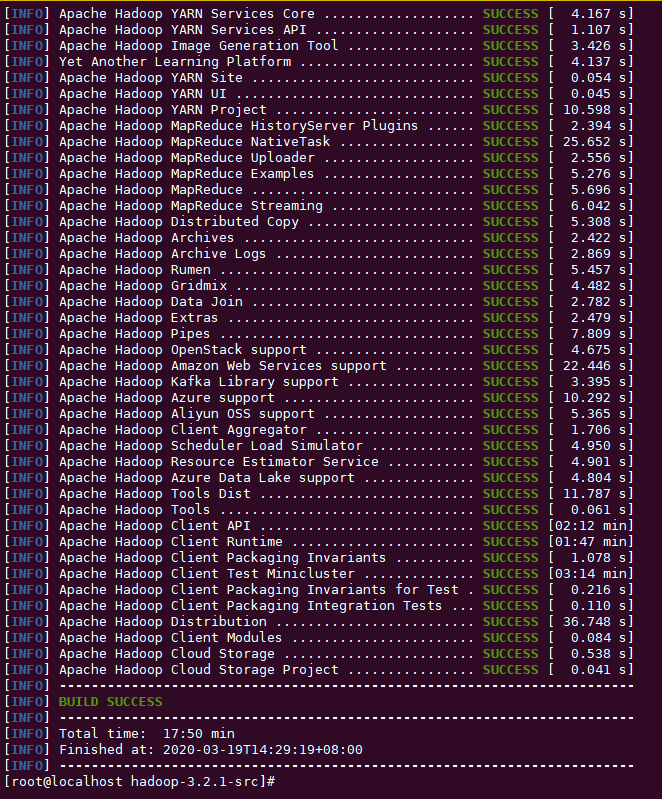 [INFO] Apache Hadoop YARN Services Core ................... SUCCESS [  4.167 s]
[INFO] Apache Hadoop YARN Services API .................... SUCCESS [  1.107 s]
[INFO] Apache Hadoop Image Generation Tool ................ SUCCESS [  3.426 s]
[INFO] Yet Another Learning Platform ...................... SUCCESS [  4.137 s]
[INFO] Apache Hadoop YARN Site ............................ SUCCESS [  0.054 s]
[INFO] Apache Hadoop YARN UI .............................. SUCCESS [  0.045 s]
[INFO] Apache Hadoop YARN Project ......................... SUCCESS [ 10.598 s]
[INFO] Apache Hadoop MapReduce HistoryServer Plugins ...... SUCCESS [  2.394 s]
[INFO] Apache Hadoop MapReduce NativeTask ................. SUCCESS [ 25.652 s]
[INFO] Apache Hadoop MapReduce Uploader ................... SUCCESS [  2.556 s]
[INFO] Apache Hadoop MapReduce Examples ................... SUCCESS [  5.276 s]
[INFO] Apache Hadoop MapReduce ............................ SUCCESS [  5.696 s]
[INFO] Apache Hadoop MapReduce Streaming .................. SUCCESS [  6.042 s]
[INFO] Apache Hadoop Distributed Copy ..................... SUCCESS [  5.308 s]
[INFO] Apache Hadoop Archives ............................. SUCCESS [  2.422 s]
[INFO] Apache Hadoop Archive Logs ......................... SUCCESS [  2.869 s]
[INFO] Apache Hadoop Rumen ................................ SUCCESS [  5.457 s]
[INFO] Apache Hadoop Gridmix .............................. SUCCESS [  4.482 s]
[INFO] Apache Hadoop Data Join ............................ SUCCESS [  2.782 s]
[INFO] Apache Hadoop Extras ............................... SUCCESS [  2.479 s]
[INFO] Apache Hadoop Pipes ................................ SUCCESS [  7.809 s]
[INFO] Apache Hadoop OpenStack support .................... SUCCESS [  4.675 s]
[INFO] Apache Hadoop Amazon Web Services support .......... SUCCESS [ 22.446 s]
[INFO] Apache Hadoop Kafka Library support ................ SUCCESS [  3.395 s]
[INFO] Apache Hadoop Azure support ........................ SUCCESS [ 10.292 s]
[INFO] Apache Hadoop Aliyun OSS support ................... SUCCESS [  5.365 s]
[INFO] Apache Hadoop Client Aggregator .................... SUCCESS [  1.706 s]
[INFO] Apache Hadoop Scheduler Load Simulator ............. SUCCESS [  4.950 s]
[INFO] Apache Hadoop Resource Estimator Service ........... SUCCESS [  4.901 s]
[INFO] Apache Hadoop Azure Data Lake support .............. SUCCESS [  4.804 s]
[INFO] Apache Hadoop Tools Dist ........................... SUCCESS [ 11.787 s]
[INFO] Apache Hadoop Tools ................................ SUCCESS [  0.061 s]
[INFO] Apache Hadoop Client API ........................... SUCCESS [02:12 min]
[INFO] Apache Hadoop Client Runtime ....................... SUCCESS [01:47 min]
[INFO] Apache Hadoop Client Packaging Invariants .......... SUCCESS [  1.078 s]
[INFO] Apache Hadoop Client Test Minicluster .............. SUCCESS [03:14 min]
[INFO] Apache Hadoop Client Packaging Invariants for Test . SUCCESS [  0.216 s]
[INFO] Apache Hadoop Client Packaging Integration Tests ... SUCCESS [  0.110 s]
[INFO] Apache Hadoop Distribution ......................... SUCCESS [ 36.748 s]
[INFO] Apache Hadoop Client Modules ....................... SUCCESS [  0.084 s]
[INFO] Apache Hadoop Cloud Storage ........................ SUCCESS [  0.538 s]
[INFO] Apache Hadoop Cloud Storage Project ................ SUCCESS [  0.041 s]
[INFO] ------------------------------------------------------------------------
[INFO] BUILD SUCCESS
[INFO] ------------------------------------------------------------------------
[INFO] Total time:  17:50 min
[INFO] Finished at: 2020-03-19T14:29:19+08:00
[INFO] ------------------------------------------------------------------------
[root@localhost hadoop-3.2.1-src]#